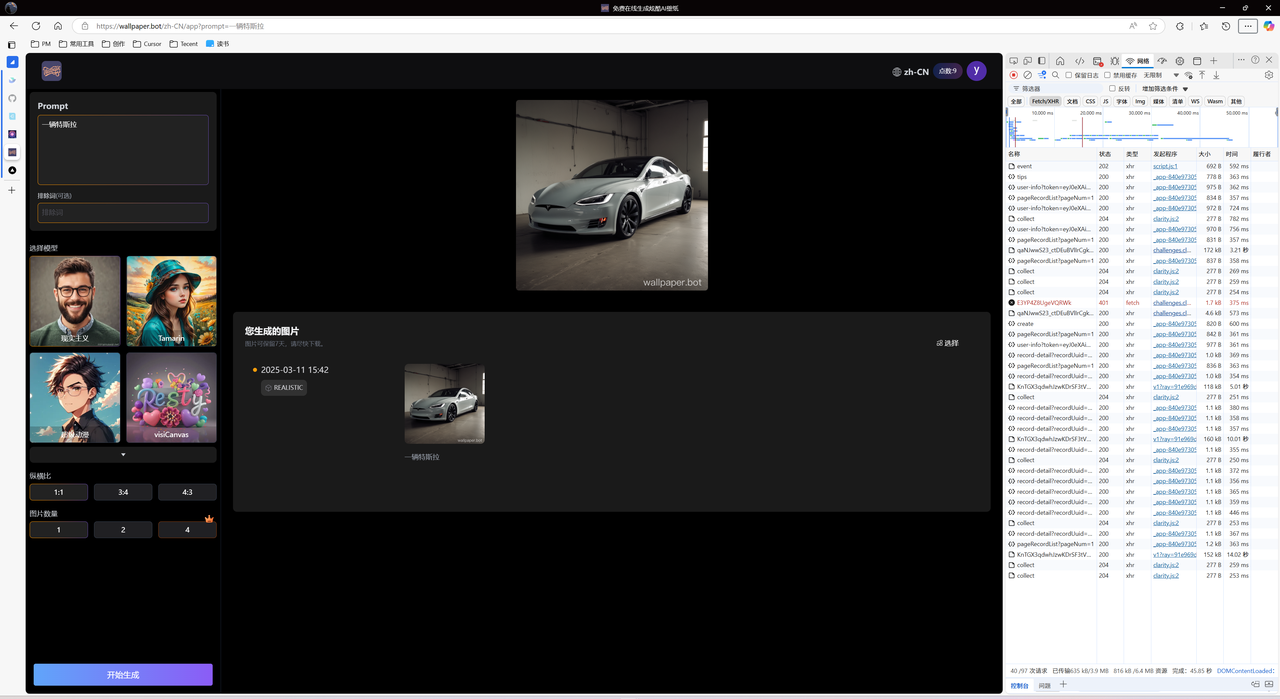 免费在线生成炫酷AI壁纸
https://wallpaper.bot/zh-CN/app?prompt=一辆特斯拉
PM 常用工具 创作 Cursor Tecent 读书
zh-CN 点数:9 y
Prompt
一辆特斯拉
排除词(可选)
排除词
选择模型
现实主义
Tamarin
Resty
visiCanvas
纵横比
1:1 3:4 4:3
图片数量
1 2 4
开始生成
wallpaper.bot
您生成的图片
图片可保留7天，请尽快下载。
选择
2025-03-11 15:42
REALISTIC
一辆特斯拉
网络
保留日志 禁用缓存 无限制
筛选器 反转 增加筛选条件
全部 Fetch/XHR 文档 CSS JS 字体 Img 媒体 清单 WS Wasm 其他
10,000 ms 20,000 ms 30,000 ms 40,000 ms 50,000 ms
名称 状态 类型 发起程序 大小 时间 履行者
event 202 xhr script.js:1 692 B 592 ms
tips 200 xhr _app-840e97305 778 B 363 ms
user-info?token=eyJ0eXAi... 200 xhr _app-840e97305 975 B 362 ms
pageRecordList?pageNum=1 200 xhr _app-840e97305 834 B 357 ms
user-info?token=eyJ0eXAi... 200 xhr _app-840e97305 972 B 724 ms
collect 204 xhr clarity.js:2 277 B 782 ms
user-info?token=eyJ0eXAi... 200 xhr _app-840e97305 970 B 756 ms
pageRecordList?pageNum=1 200 xhr _app-840e97305 831 B 357 ms
200 xhr challenges.cl... 172 kB 3.21 秒
pageRecordList?pageNum=1 200 xhr _app-840e97305 837 B 358 ms
collect 204 xhr clarity.js:2 277 B 269 ms
collect 204 xhr clarity.js:2 277 B 259 ms
collect 204 xhr clarity.js:2 277 B 254 ms
401 fetch challenges.cl... 1.7 kB 375 ms
200 xhr challenges.cl... 4.6 kB 573 ms
create 200 xhr _app-840e97305 820 B 600 ms
pageRecordList?pageNum=1 200 xhr _app-840e97305 842 B 361 ms
user-info?token=eyJ0eXAi... 200 xhr _app-840e97305 977 B 361 ms
record-detail?recordUuid=... 200 xhr _app-840e97305 1.0 kB 369 ms
pageRecordList?pageNum=1 200 xhr _app-840e97305 836 B 363 ms
record-detail?recordUuid=... 200 xhr _app-840e97305 1.0 kB 354 ms
200 xhr v1?ray=91e969c 118 kB 5.01 秒
collect 204 xhr clarity.js:2 277 B 251 ms
record-detail?recordUuid=... 200 xhr _app-840e97305 1.1 kB 380 ms
record-detail?recordUuid=... 200 xhr _app-840e97305 1.1 kB 358 ms
record-detail?recordUuid=... 200 xhr _app-840e97305 1.1 kB 357 ms
200 xhr v1?ray=91e969c 160 kB 10.01 秒
record-detail?recordUuid=... 200 xhr _app-840e97305 1.1 kB 355 ms
collect 204 xhr clarity.js:2 277 B 250 ms
record-detail?recordUuid=... 200 xhr _app-840e97305 1.1 kB 372 ms
record-detail?recordUuid=... 200 xhr _app-840e97305 1.1 kB 356 ms
record-detail?recordUuid=... 200 xhr _app-840e97305 1.1 kB 365 ms
record-detail?recordUuid=... 200 xhr _app-840e97305 1.1 kB 359 ms
record-detail?recordUuid=... 200 xhr _app-840e97305 1.1 kB 446 ms
collect 204 xhr clarity.js:2 277 B 253 ms
record-detail?recordUuid=... 200 xhr _app-840e97305 1.1 kB 367 ms
pageRecordList?pageNum=1 200 xhr _app-840e97305 1.2 kB 363 ms
200 xhr v1?ray=91e969c 152 kB 14.02 秒
collect 204 xhr clarity.js:2 277 B 259 ms
collect 204 xhr clarity.js:2 277 B 253 ms
40 /97 次请求 已传输635 kB/3.9 MB 816 kB /6.4 MB 资源 完成：45.85 秒 DOMContentLoaded:
控制台 问题